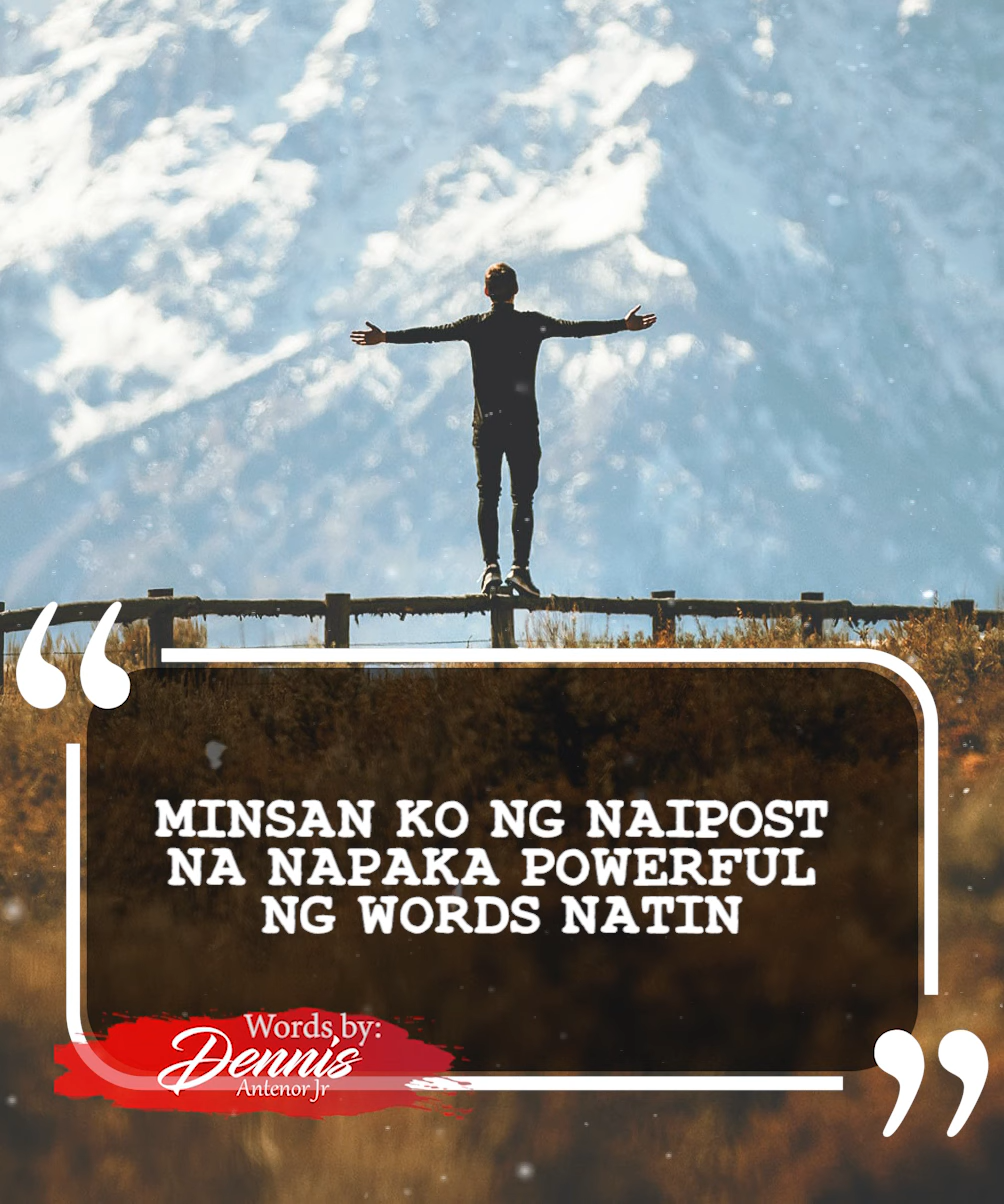 MINSAN KO NG NAIPOST
NA NAPAKA POWERFUL
NG WORDS NATIN
Words by:
Dennis
Antenor Jr